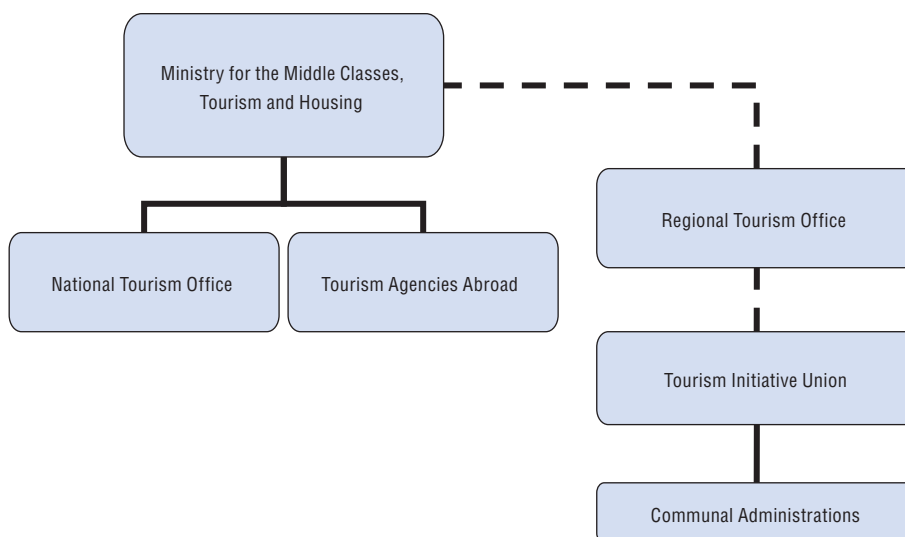 Ministry for the Middle Classes,
Tourism and Housing
Regional Tourism Office
National Tourism Office
Tourism Agencies Abroad
Tourism Initiative Union
Communal Administrations